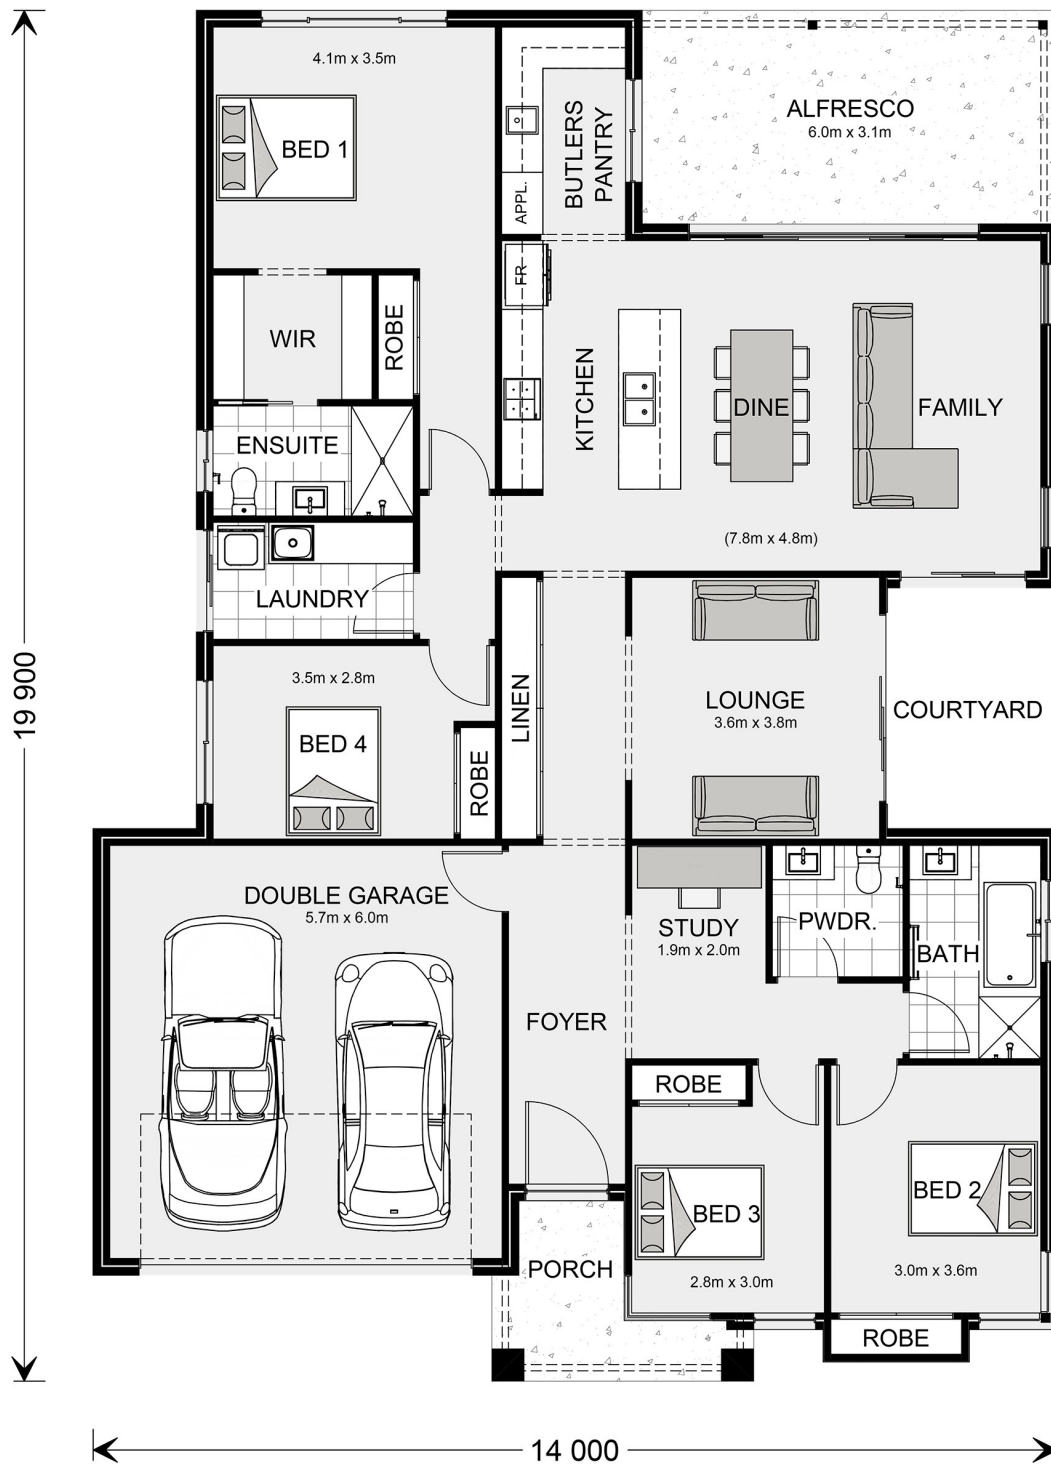 4.1m x 3.5m
BED 1
BUTLERS
PANTRY
APPL.
ALFRESCO
6.0m x 3.1m
FR
WIR
ROBE
KITCHEN
DINE
FAMILY
ENSUITE
(7.8m x 4.8m)
LAUNDRY
19 900
3.5m x 2.8m
BED 4
ROBE
LINEN
LOUNGE
3.6m x 3.8m
COURTYARD
DOUBLE GARAGE
5.7m x 6.0m
STUDY
1.9m x 2.0m
PWDR.
BATH
FOYER
ROBE
BED 3
2.8m x 3.0m
BED 2
3.0m x 3.6m
PORCH
ROBE
14 000